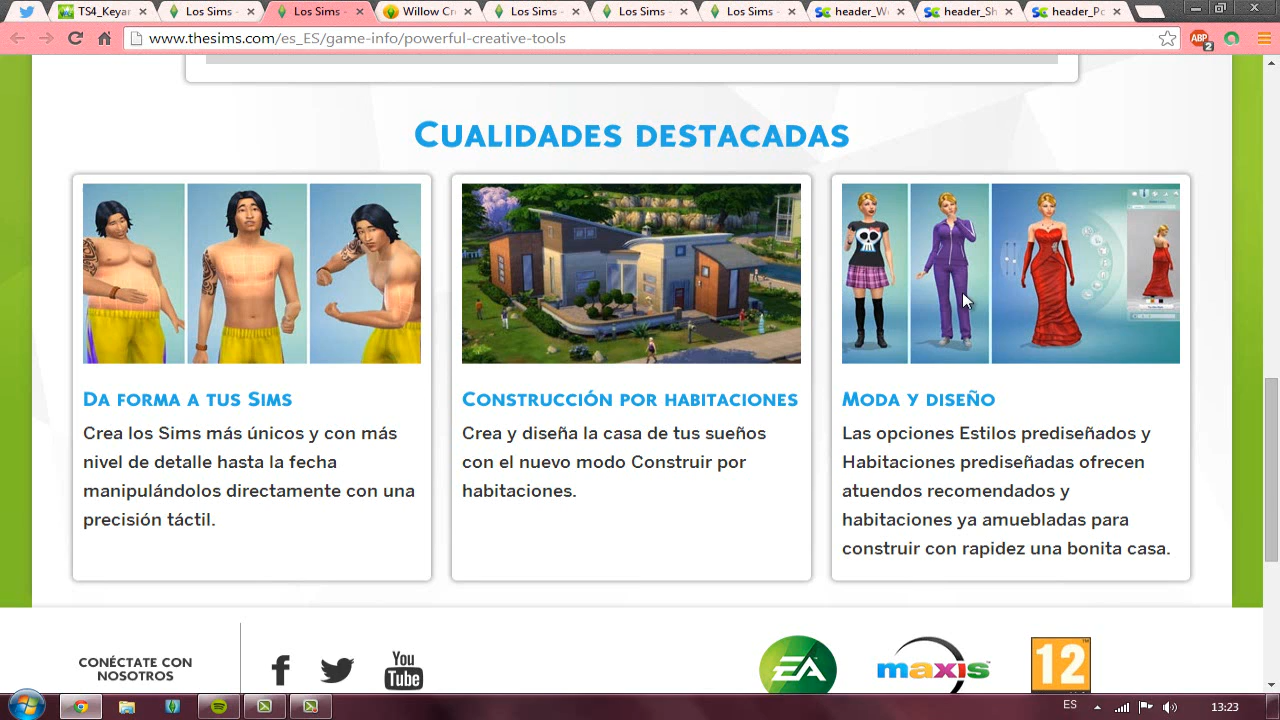 TS4_Keyar
Los Sims -
Los Sims -
Willow Cr
Los Sims -
Los Sims -
Los Sims -
header_W
header_Sh
header_Po
www.thesims.com/es_ES/game-info/powerful-creative-tools
ABP
2
CUALIDADES DESTACADAS
DA FORMA A TUS SIMS
Crea los Sims más únicos y con más
nivel de detalle hasta la fecha
manipulándolos directamente con una
precisión táctil.
CONSTRUCCIÓN POR HABITACIONES
Crea y diseña la casa de tus sueños
con el nuevo modo Construir por
habitaciones.
MODA Y DISEÑO
Las opciones Estilos prediseñados y
Habitaciones prediseñadas ofrecen
atuendos recomendados y
habitaciones ya amuebladas para
construir con rapidez una bonita casa.
CONÉCTATE CON
NOSOTROS
f
You
Tube
EA
maxis
12
ES
13:23